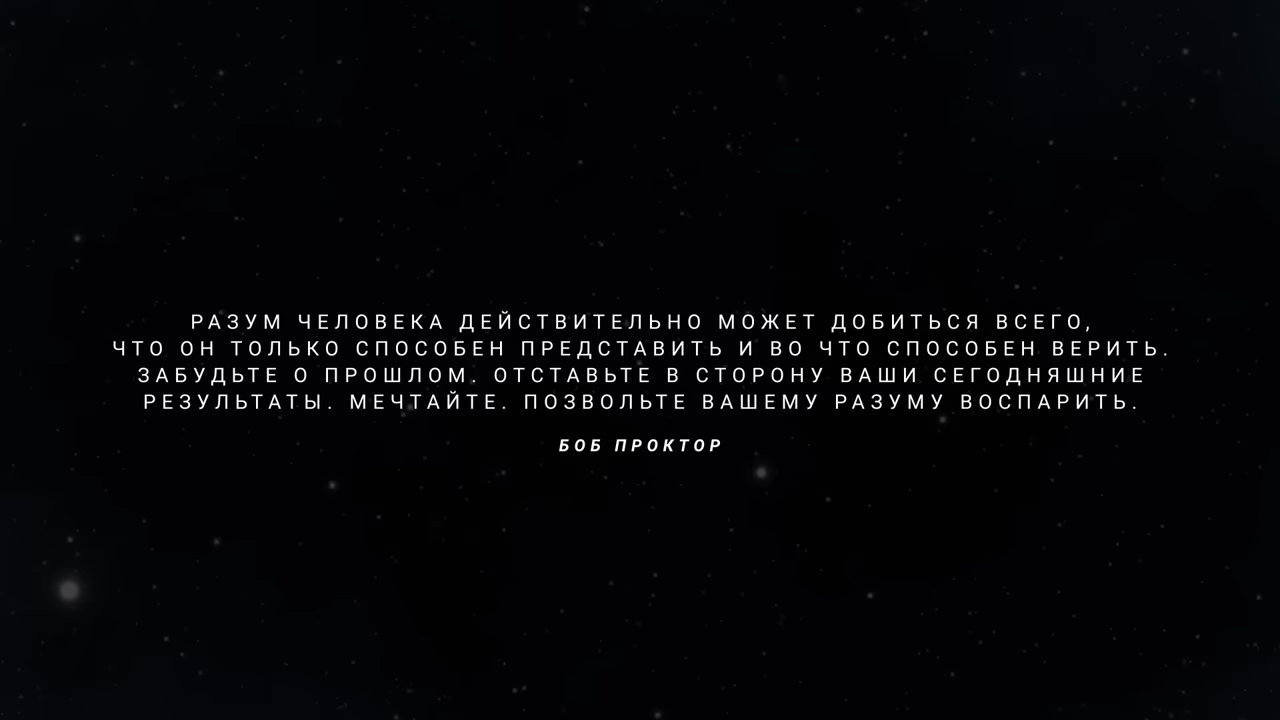 РАЗУМ ЧЕЛОВЕКА ДЕЙСТВИТЕЛЬНО МОЖЕТ ДОБИТЬСЯ ВСЕГО,
ЧТО ОН ТОЛЬКО СПОСОБЕН ПРЕДСТАВИТЬ И ВО ЧТО СПОСОБЕН ВЕРИТЬ.
ЗАБУДЬТЕ О ПРОШЛОМ. ОТСТАВЬТЕ В СТОРОНУ ВАШИ СЕГОДНЯШНИЕ
РЕЗУЛЬТАТЫ. МЕЧТАЙТЕ. ПОЗВОЛЬТЕ ВАШЕМУ РАЗУМУ ВОСПАРИТЬ.
БОБ ПРОКТОР